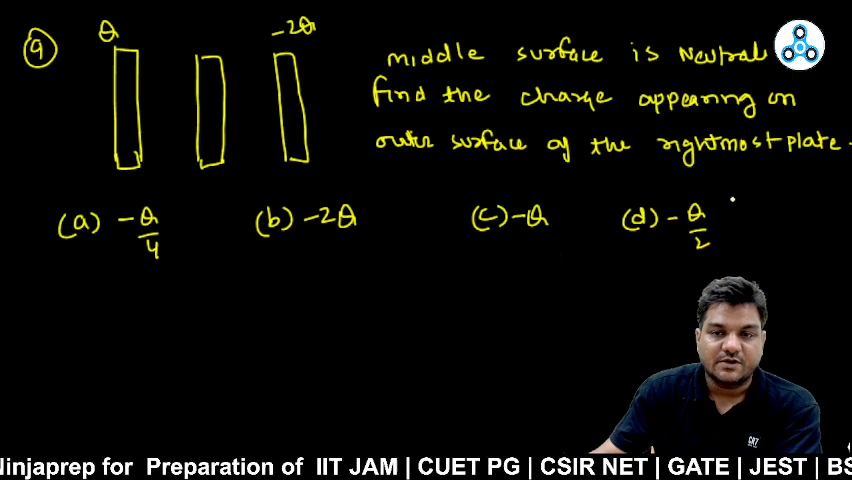 9
Q
-2Q
Middle surface is Neutral
find the charge appearing on
outer surface of the rightmost plate.
(a) -Q/4
(b) -2Q
(c) -Q
(d) -Q/2
Ninjaprep for Preparation of IIT JAM | CUET PG | CSIR NET | GATE | JEST | BS